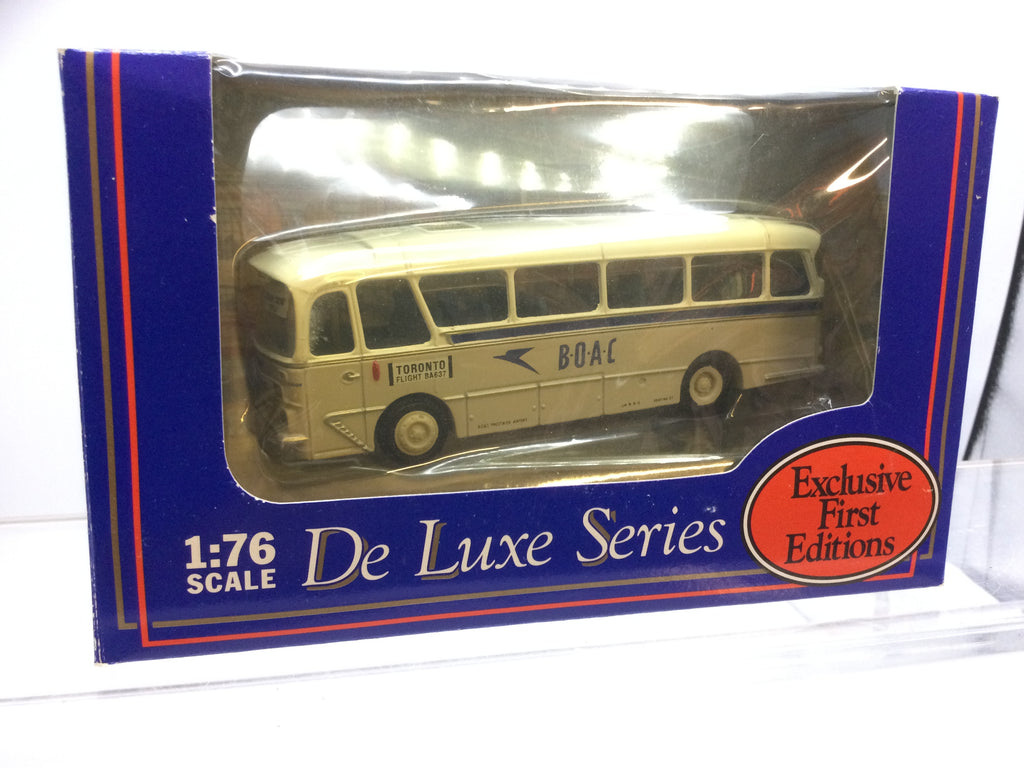 TORONTO
FLIGHT BA637
B·O·A·C
1:76
SCALE
De Luxe Series
Exclusive
First
Editions